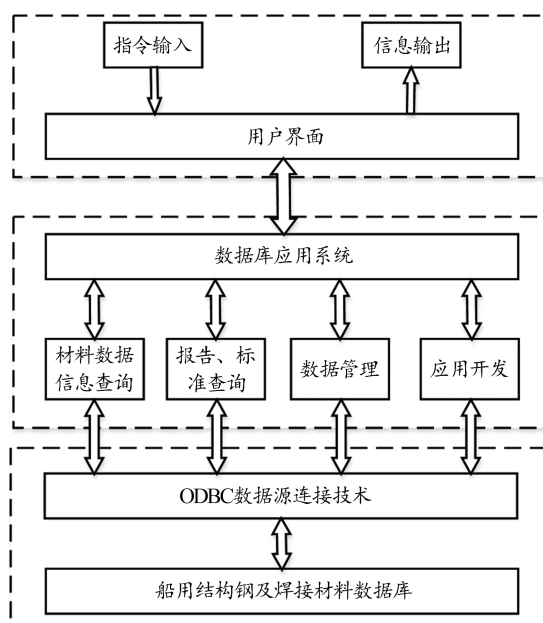 指令输入
信息输出
用户界面
数据库应用系统
材料数据
信息查询
报告、标
准查询
数据管理
应用开发
ODBC数据源连接技术
船用结构钢及焊接材料数据库